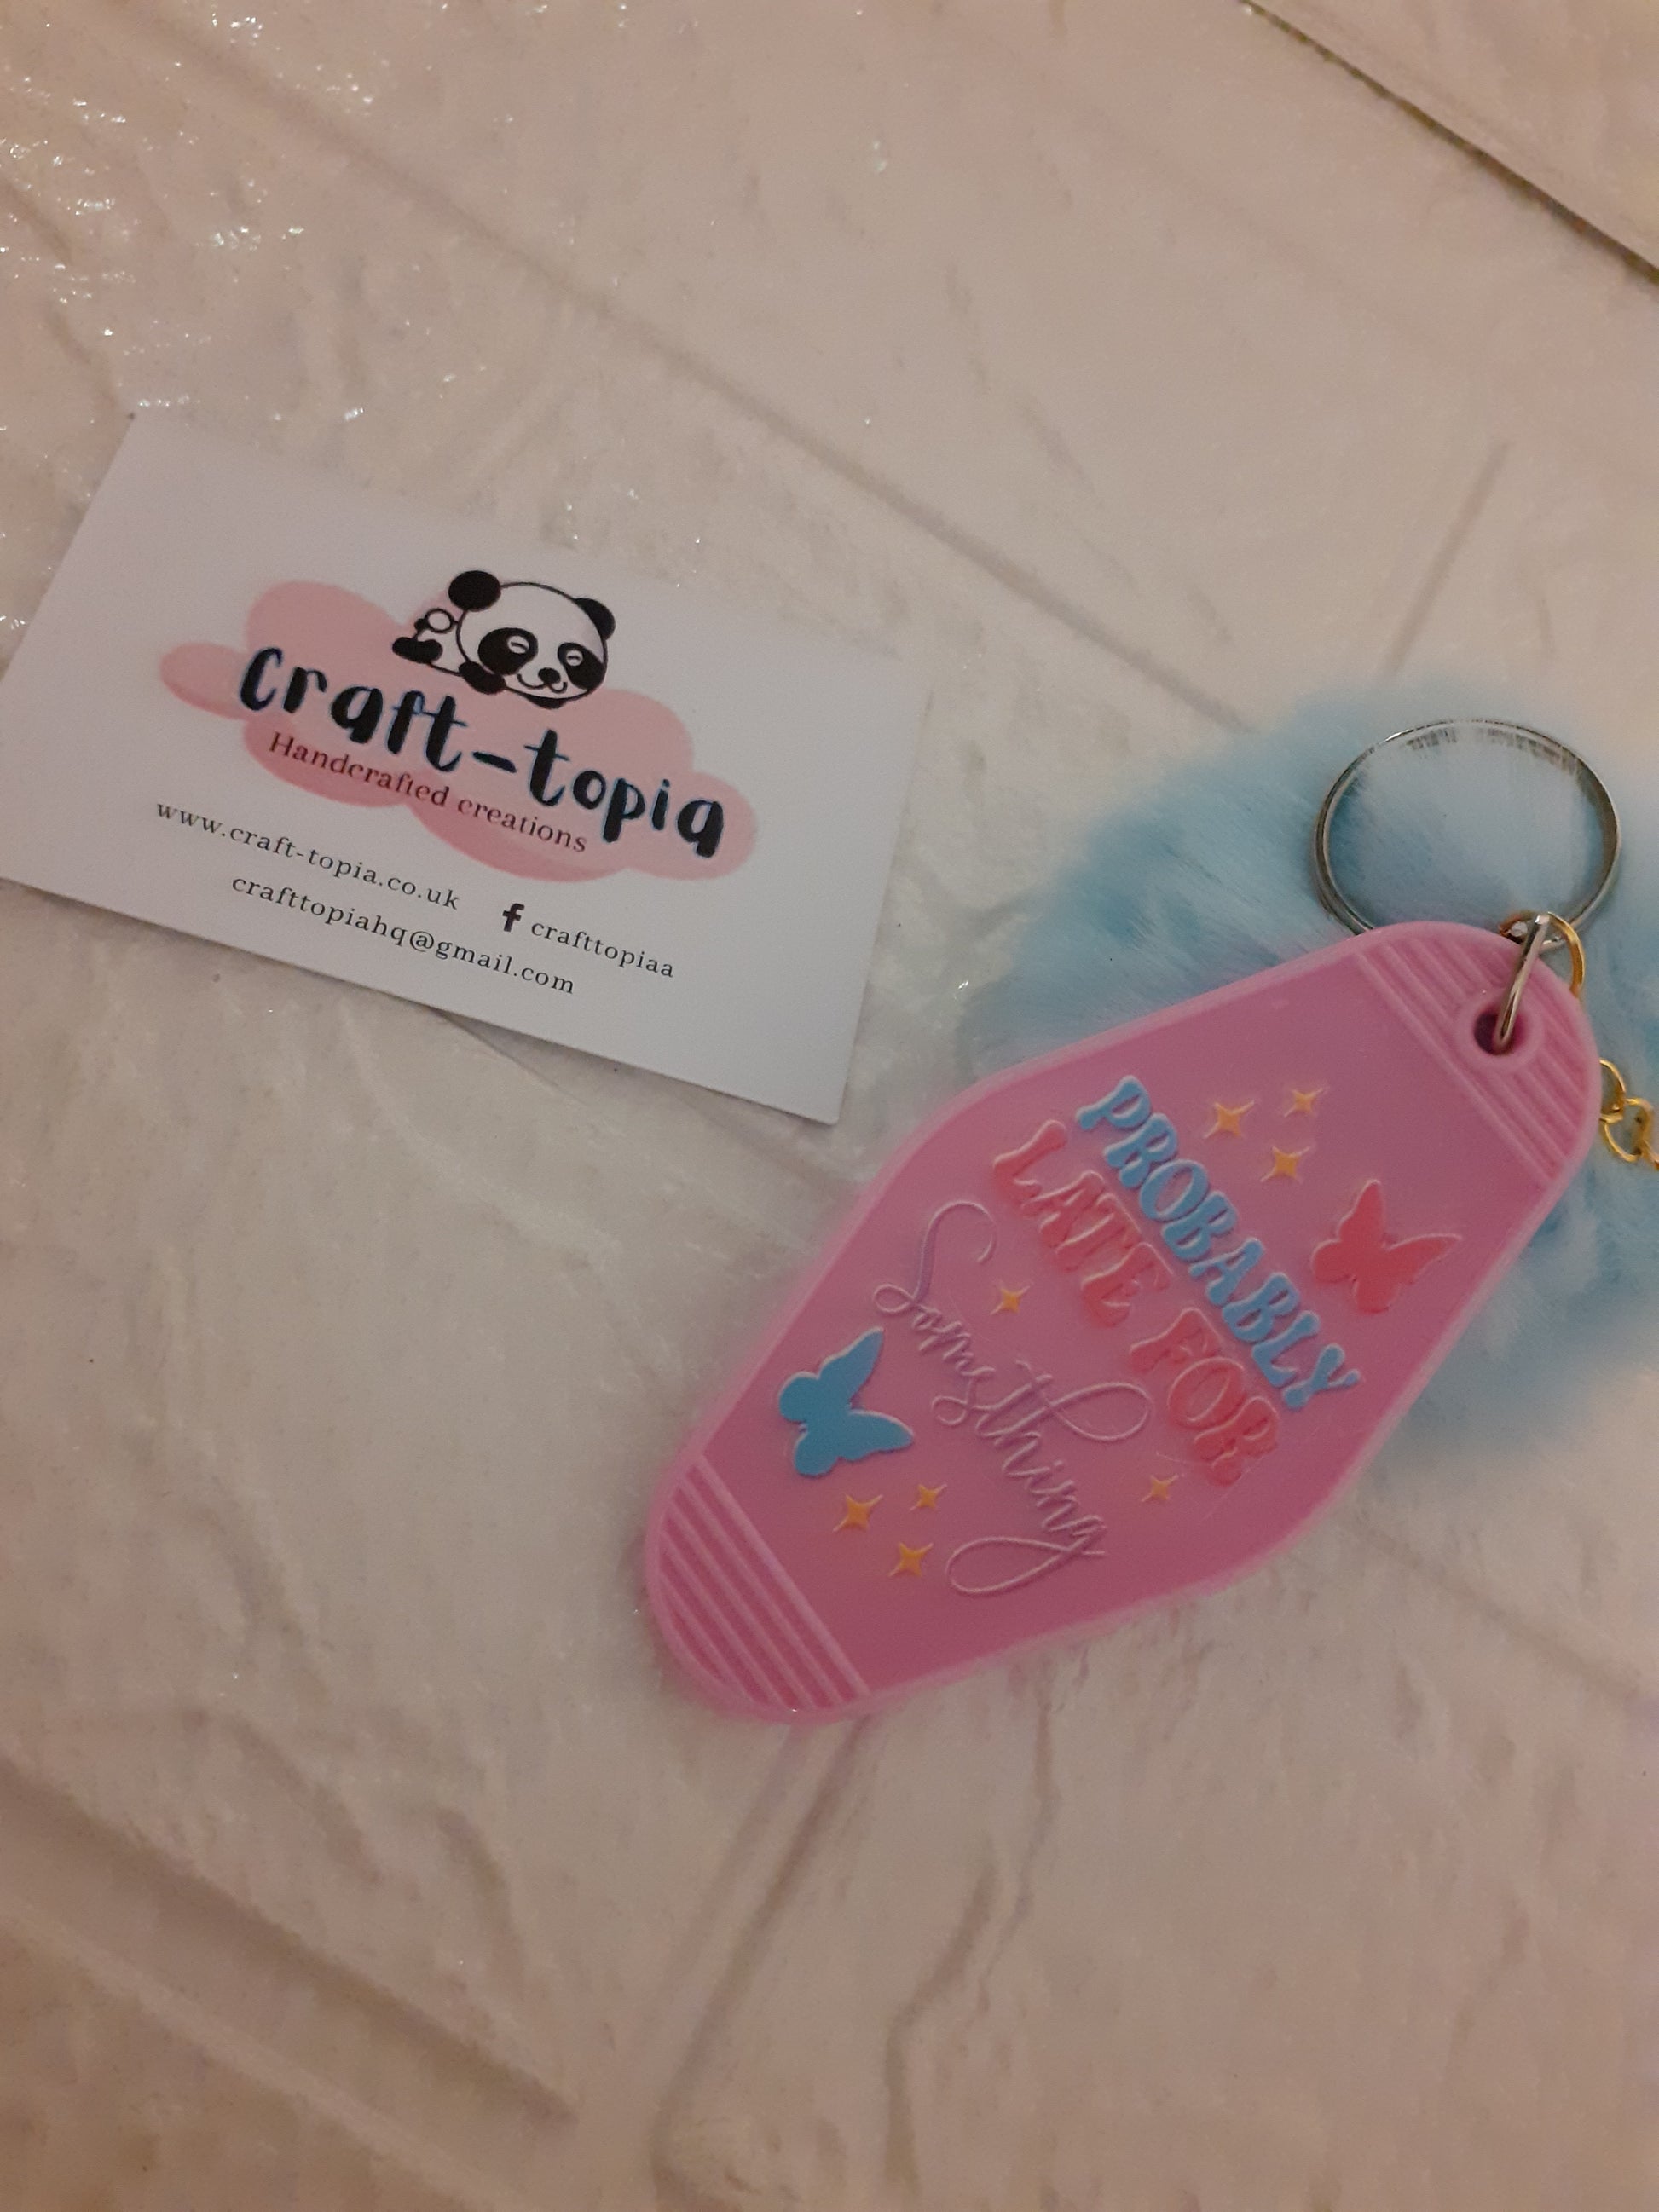 Craft-topia
Handcrafted creations
www.craft-topia.co.uk
f crafttopiaa
crafttopiahq@gmail.com
PROBABLY
LATE FOR
Something